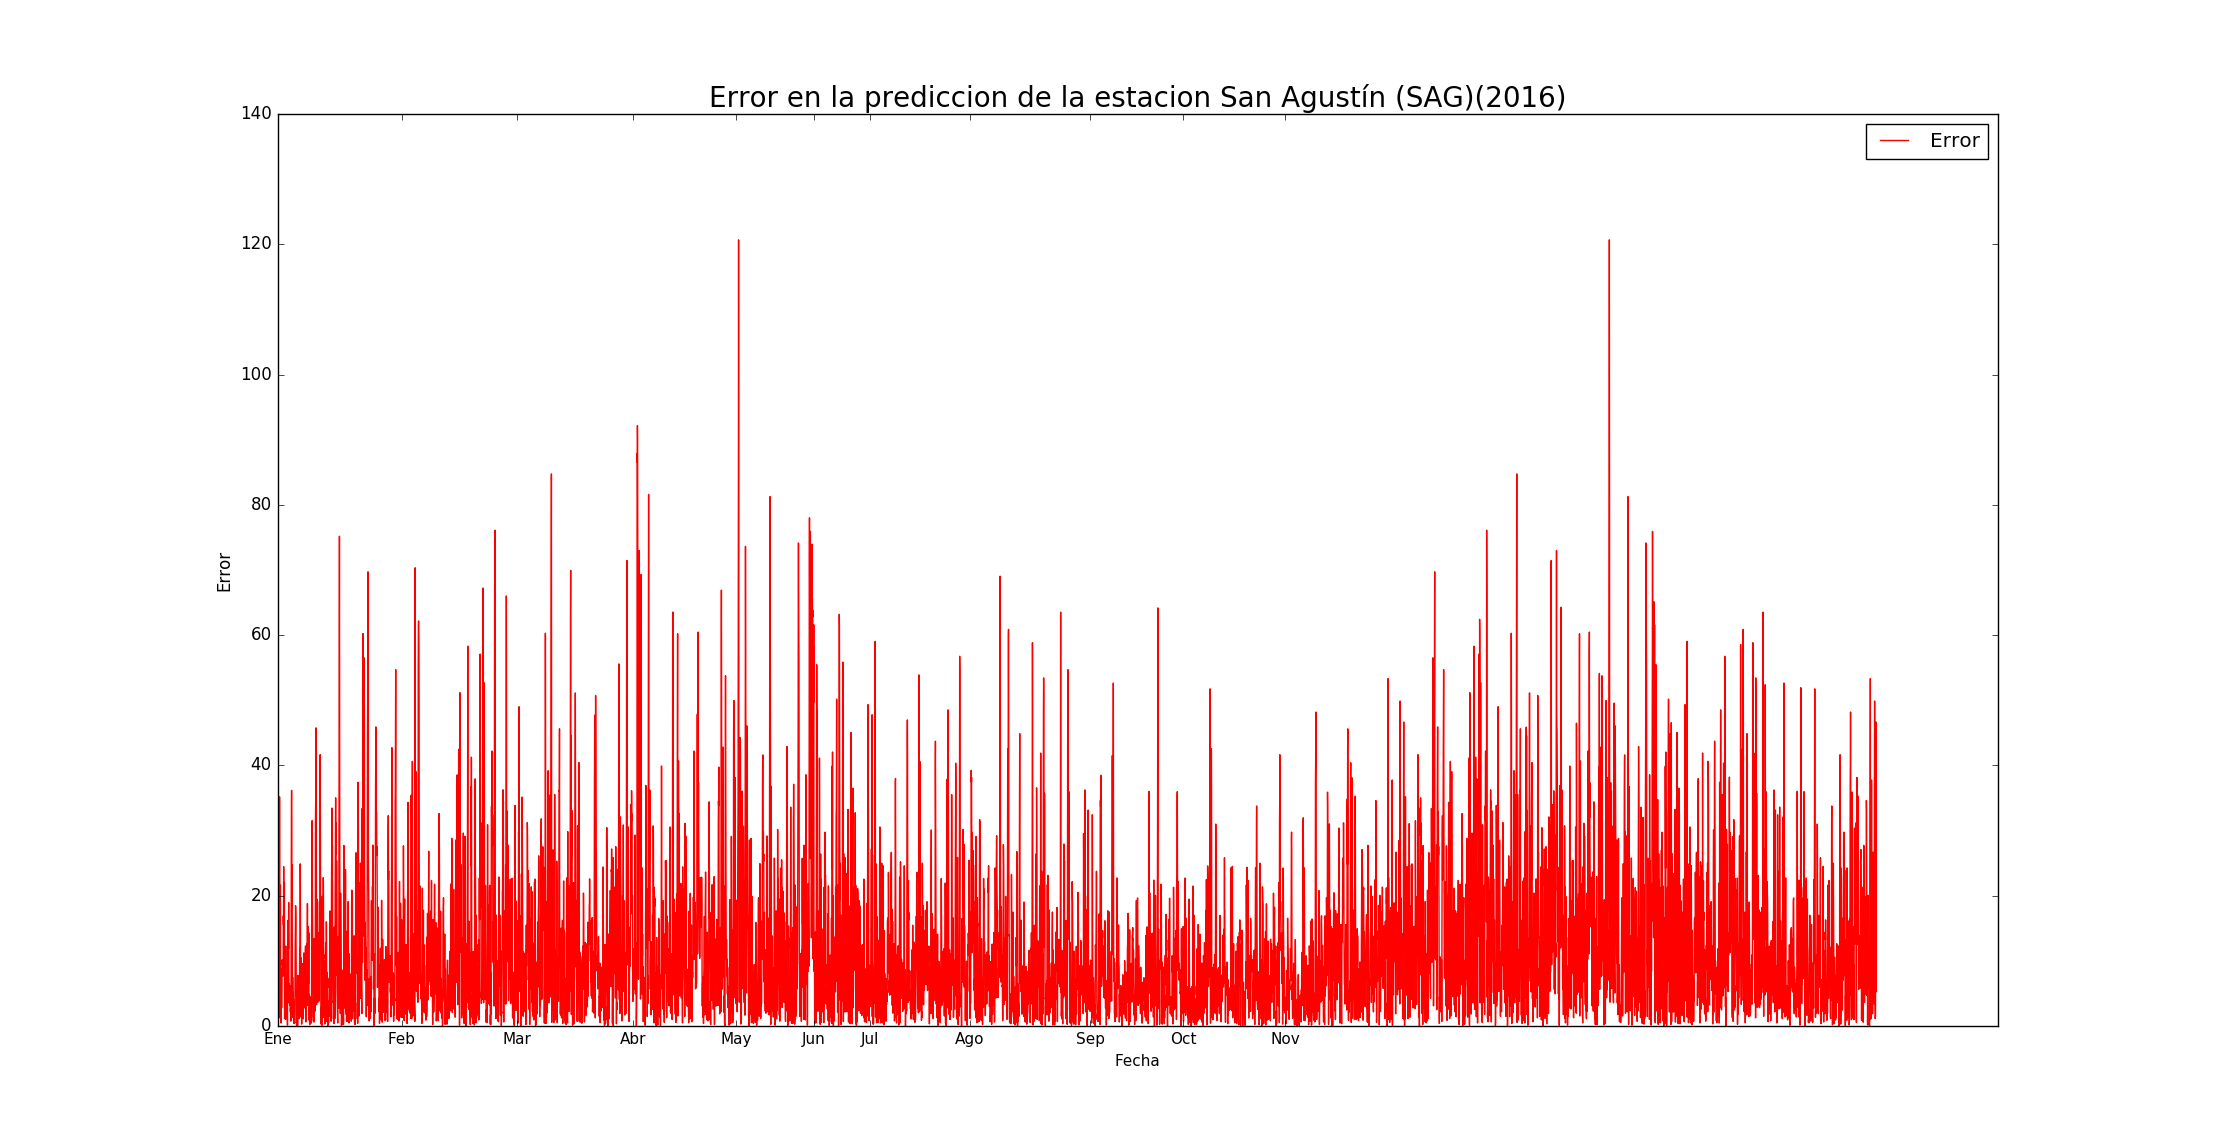 Error en la prediccion de la estacion San Agustín (SAG)(2016)
140
Error
120
100
80
60
Error
40
20
0
Ene Feb Mar Abr May Jun Jul Ago Sep Oct Nov
Fecha